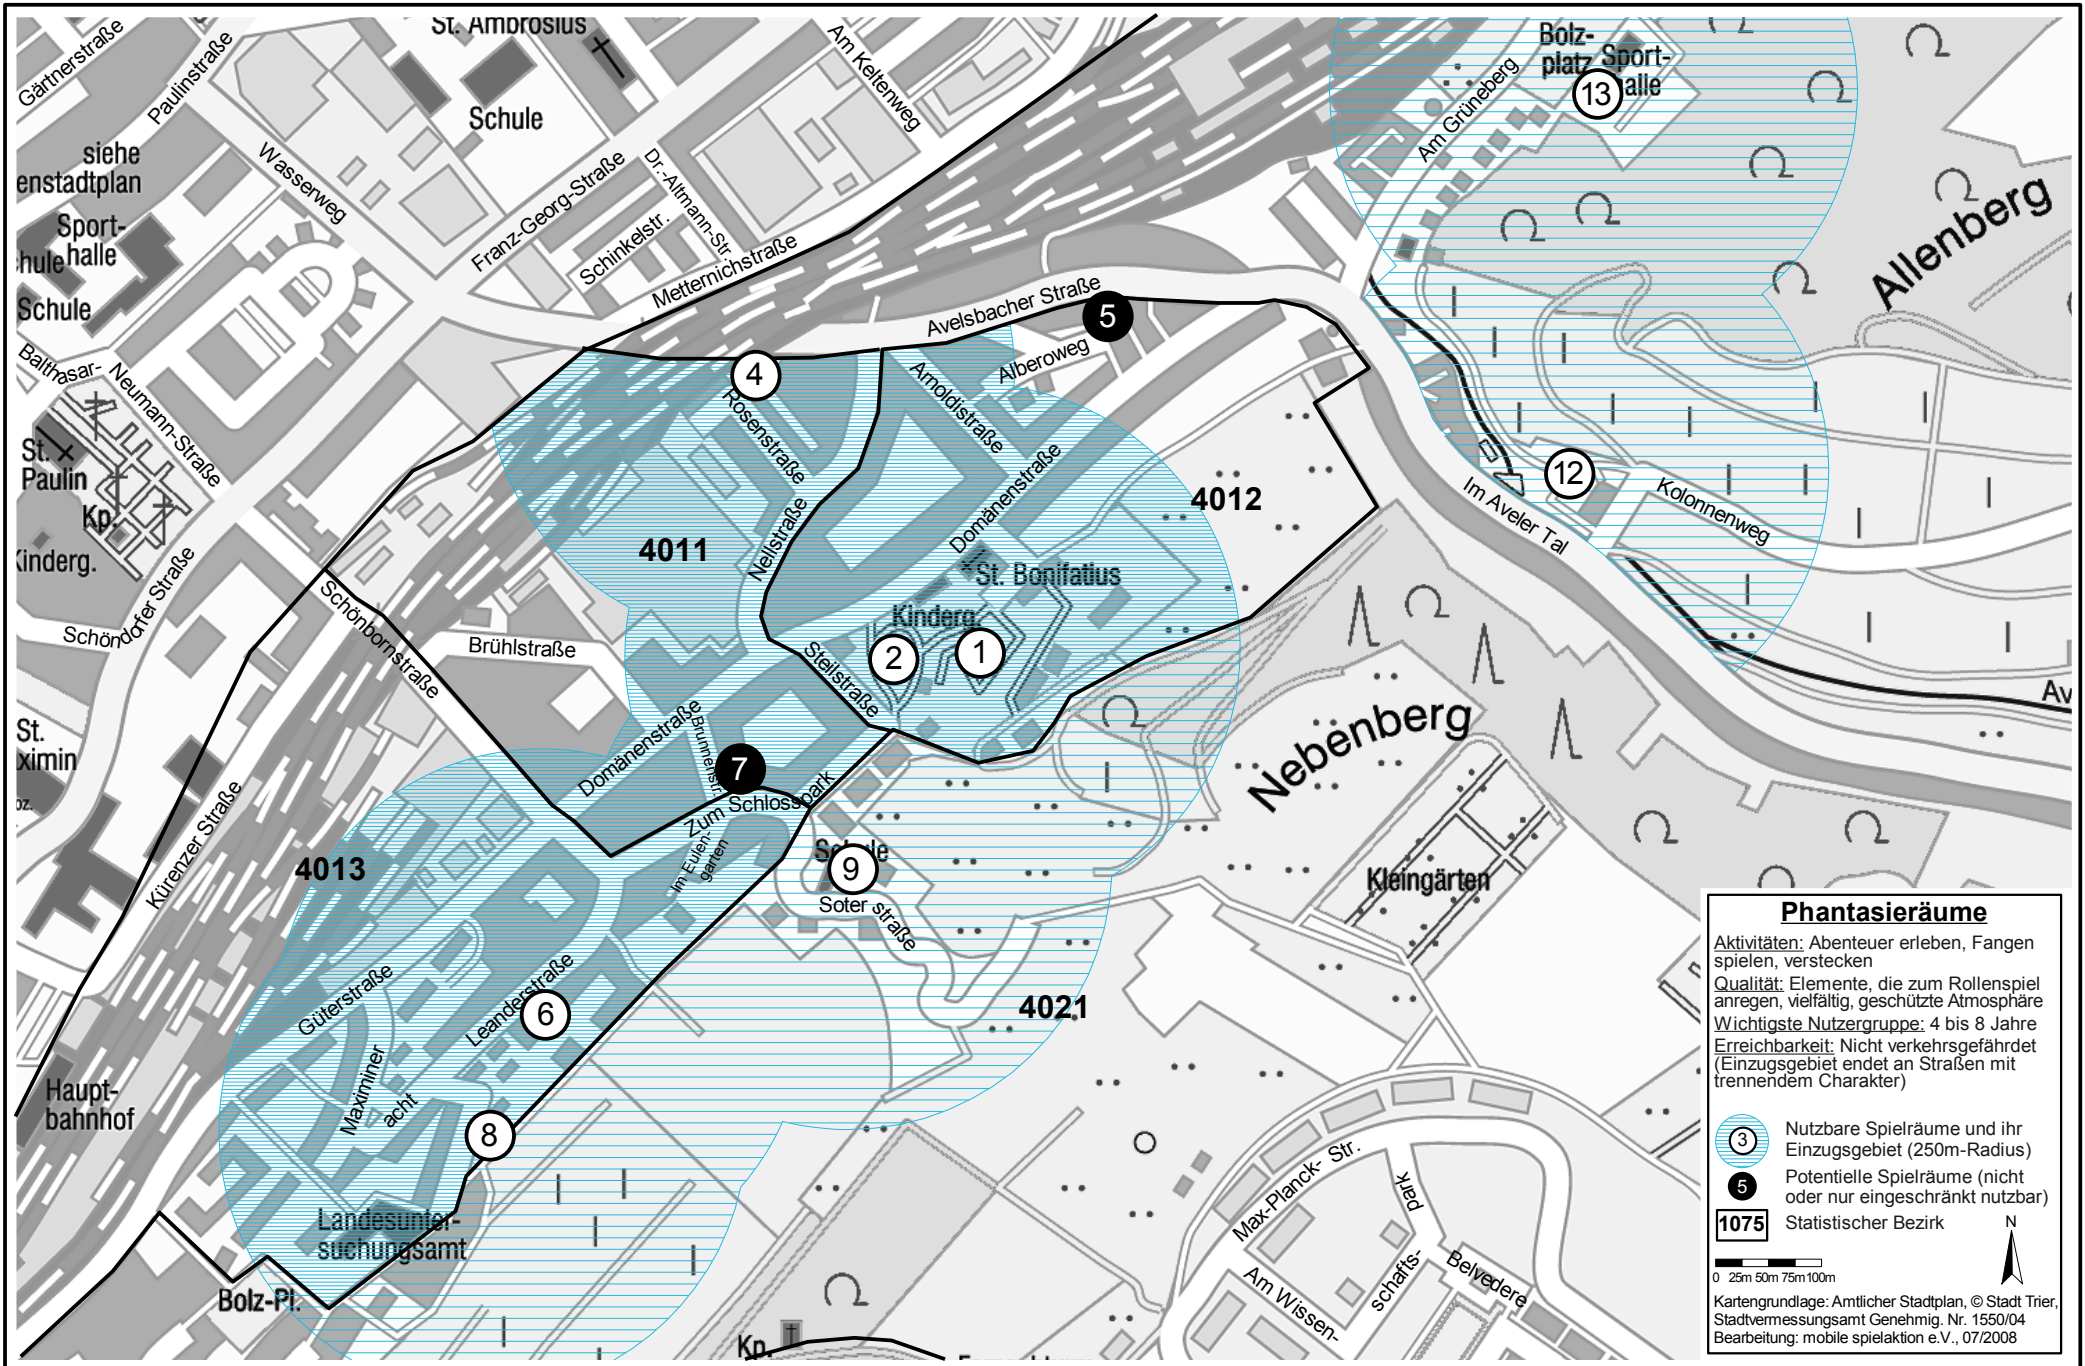 Gärtnerstraße
Paulinstraße
St. Ambrosius
Schule
Am Keltenweg
siehe
enstadtplan
Wasserweg
Sport-
halle
hule
Schule
Franz-Georg-Straße
Dr.-Altmann-Str.
Schinkelstr.
Metternichstraße
Bolz-
platz
Sport-
alle
13
Am Grüneberg
Allenberg
Avelsbacher Straße
5
Alberoweg
4
Rosenstraße
Arnoldistraße
Balthasar-
Neumann-Straße
St.
Paulin
Kp.
Kinderg.
Domänenstraße
4012
4011
Nellstraße
12
Kolonnenweg
Im Aveler Tal
St. Bonifatius
Kinderg.
2
1
Schöndorfer Straße
Schönbornstraße
Brühlstraße
Steilstraße
Av
St.
ximin
oz.
Domänenstraße
Brunnenstr.
7
Zum
Schlosspark
Im Eulen-
garten
Nebenberg
Kürenzer Straße
4013
Schule
9
Soter
straße
Kleingärten
Güterstraße
Leanderstraße
6
4021
Maximiner
acht
8
Haupt-
bahnhof
Landesunter-
suchungsamt
Bolz-Pl.
Kp.
Max-Planck- Str.
park
schafts-
Am Wissen-
Belvedere
Phantasieräume
Aktivitäten: Abenteuer erleben, Fangen
spielen, verstecken
Qualität: Elemente, die zum Rollenspiel
anregen, vielfältig, geschützte Atmosphäre
Wichtigste Nutzergruppe: 4 bis 8 Jahre
Erreichbarkeit: Nicht verkehrsgefährdet
(Einzugsgebiet endet an Straßen mit
trennendem Charakter)
3
Nutzbare Spielräume und ihr
Einzugsgebiet (250m-Radius)
5
Potentielle Spielräume (nicht
oder nur eingeschränkt nutzbar)
1075
Statistischer Bezirk
N
0 25m 50m 75m 100m
Kartengrundlage: Amtlicher Stadtplan, © Stadt Trier,
Stadtvermessungsamt Genehmig. Nr. 1550/04
Bearbeitung: mobile spielaktion e.V., 07/2008